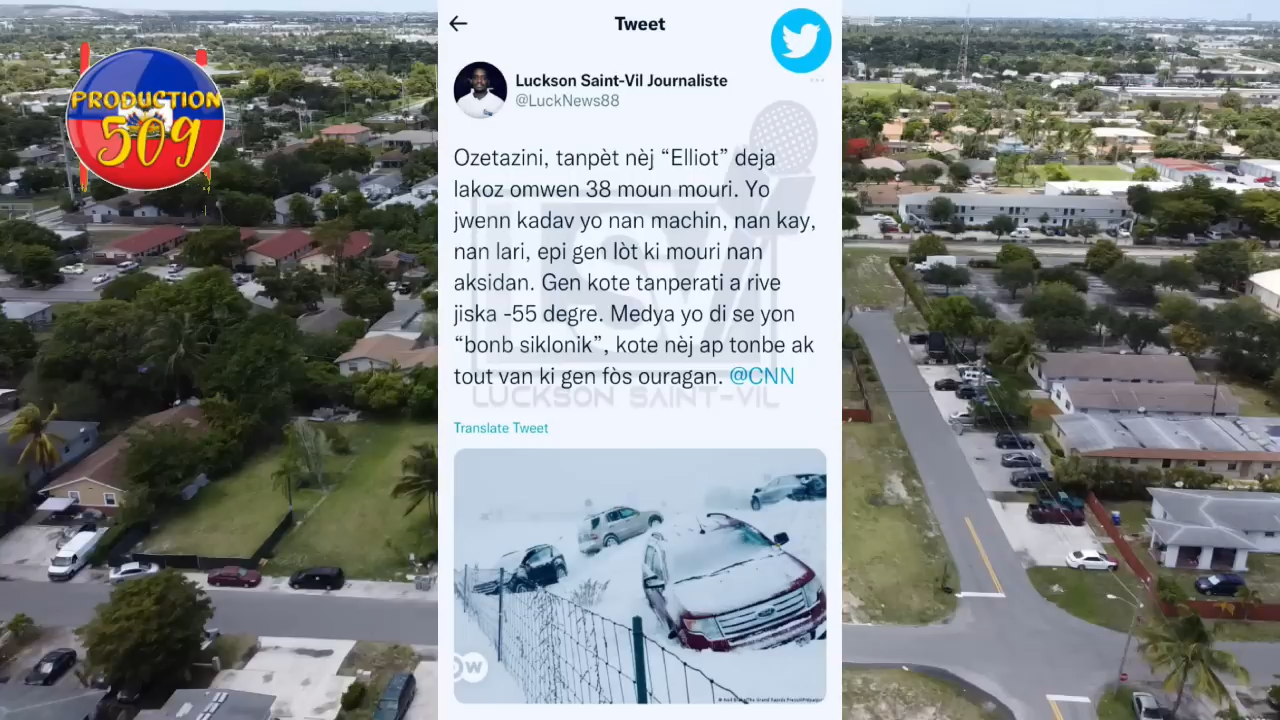 Tweet
PRODUCTION
509
Luckson Saint-Vil Journaliste
@LuckNews88
Ozetazini, tanpèt nèj “Elliot” deja
lakoz omwen 38 moun mouri. Yo
jwenn kadav yo nan machin, nan kay,
nan lari, epi gen lòt ki mouri nan
aksidan. Gen kote tanperati a rive
jiska -55 degre. Medya yo di se yon
“bonb siklonik”, kote nèj ap tonbe ak
tout van ki gen fòs ouragan. @CNN
LUCKSON SAINT-VIL
Translate Tweet
DW